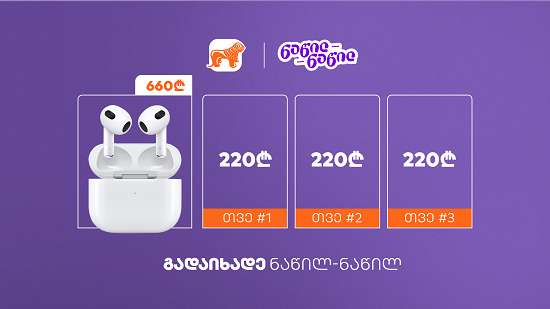 ნაწილ-
-ნაწილ
660₾
220₾
220₾
220₾
თვე #1
თვე #2
თვე #3
გადაიხადე ნაწილ-ნაწილ